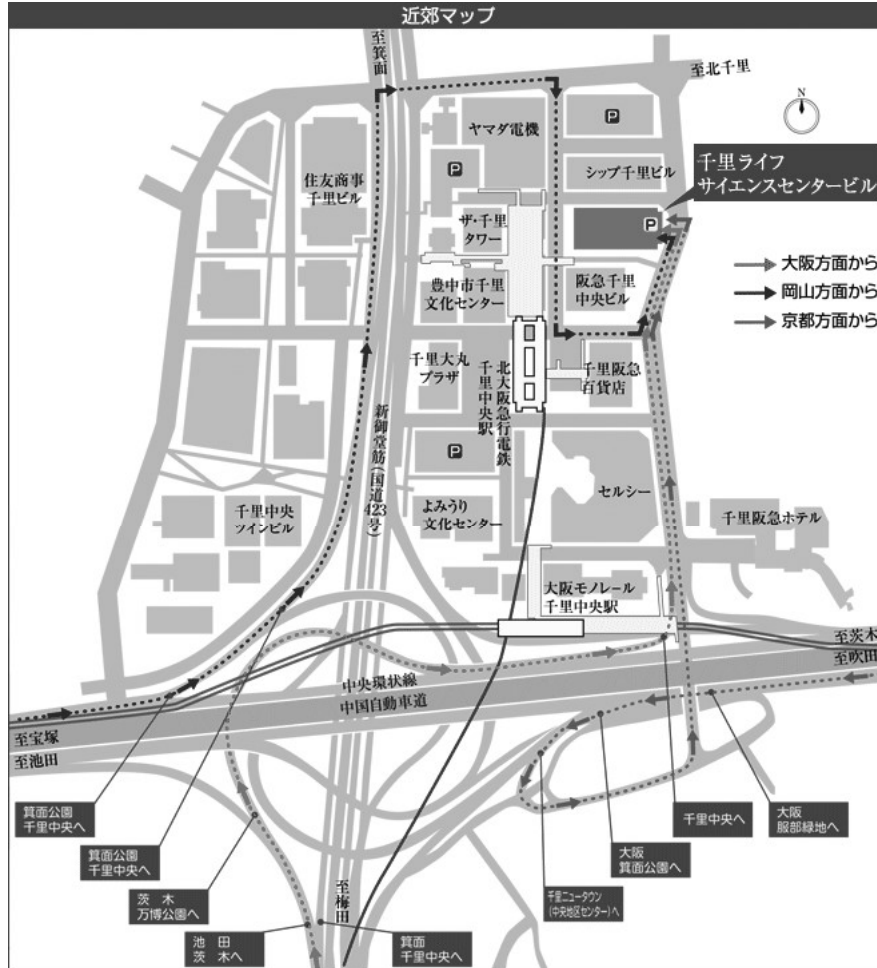 近郊マップ
至箕面
至北千里
N
ヤマダ電機
P
住友商事
千里ビル
P
シップ千里ビル
千里ライフ
サイエンスセンタービル
ザ・千里
タワー
P
豊中市千里
文化センター
阪急千里
中央ビル
大阪方面から
岡山方面から
京都方面から
千里大丸
プラザ
北大阪急行電鉄
千里中央駅
千里阪急
百貨店
新御堂筋(国道423号)
P
セルシー
千里中央
ツインビル
よみうり
文化センター
千里阪急ホテル
大阪モノレール
千里中央駅
至茨木
至吹田
中央環状線
中国自動車道
至宝塚
至池田
箕面公園
千里中央へ
箕面公園
千里中央へ
茨木
万博公園へ
池田
茨木へ
至梅田
箕面
千里中央へ
千里ニュータウン
(中央地区センター)へ
大阪
箕面公園へ
千里中央へ
大阪
服部緑地へ